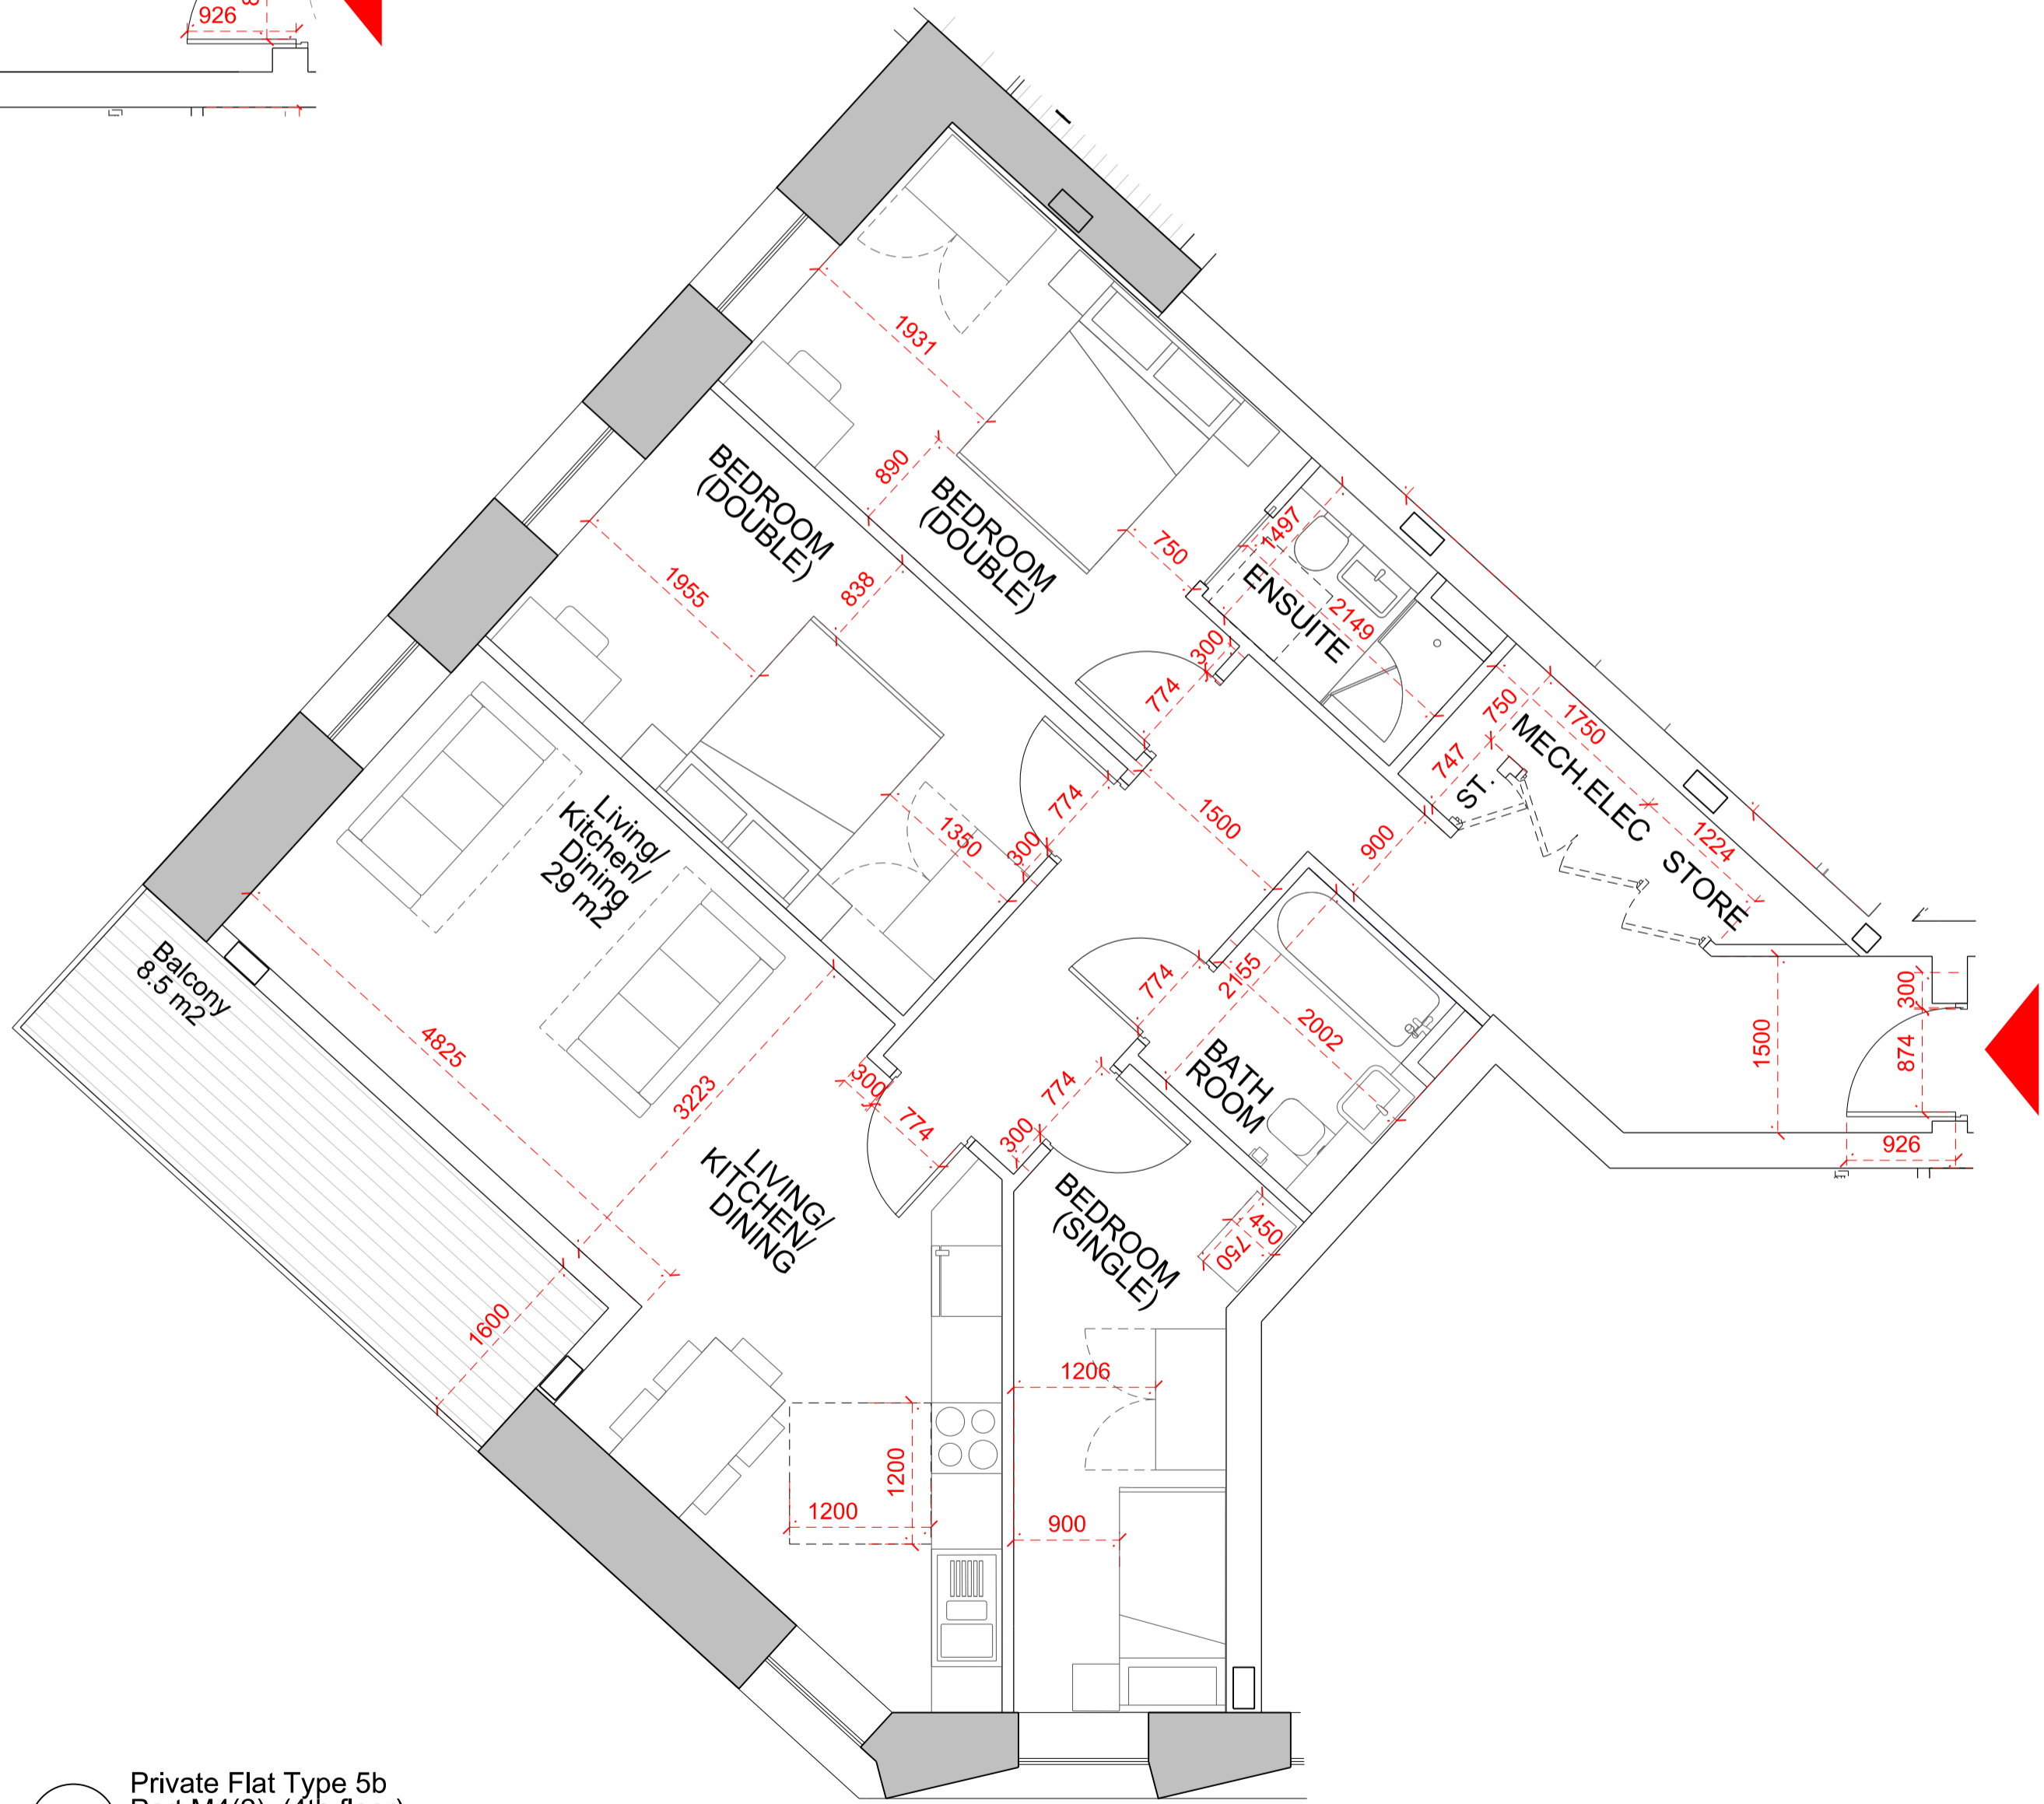 926
1931
890
BEDROOM
(DOUBLE)
BEDROOM
(DOUBLE)
1955
838
750
1497
ENSUITE
2149
300
774
750
1750
747
MECH.ELEC STORE
ST.
1224
1500
900
774
300
1350
Living/
Kitchen/
Dining
29 m2
Balcony
8.5 m2
4825
3223
774
2155
2002
BATH
ROOM
300
774
774
300
LIVING/
KITCHEN/
DINING
BEDROOM
(SINGLE)
450
750
1500
300
874
926
1600
1206
1200
1200
900
Private Flat Type 5b